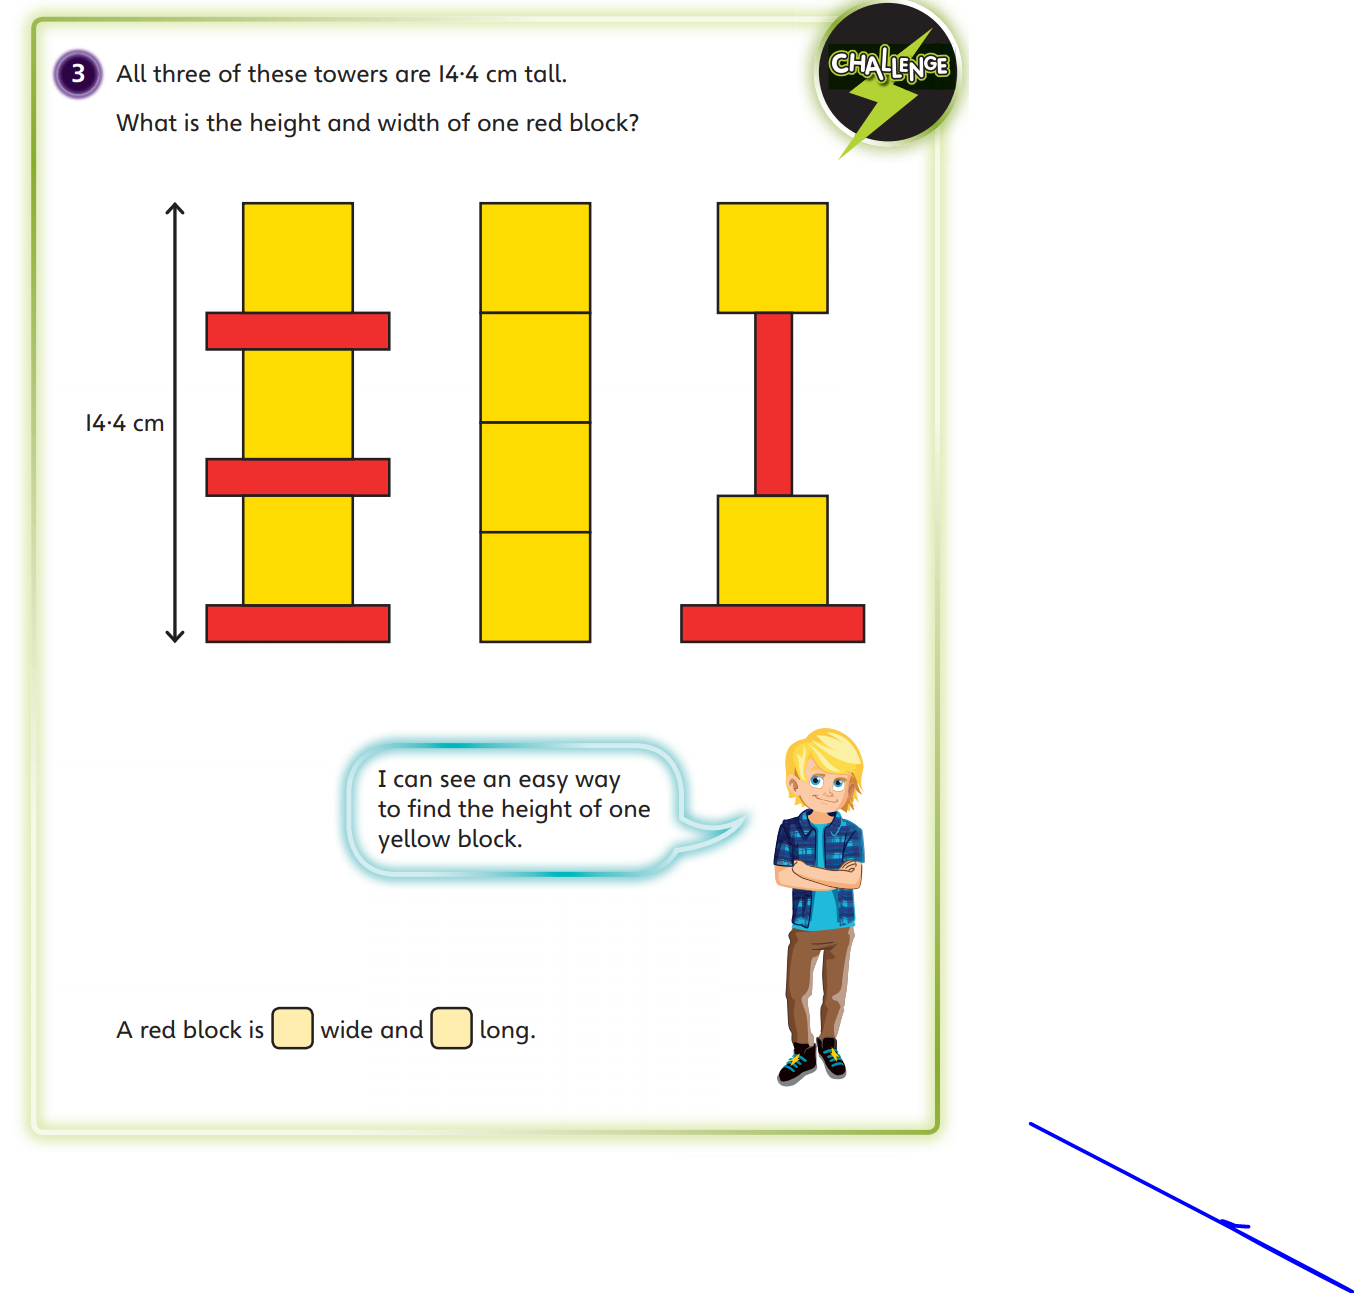 CHALLENGE
3 All three of these towers are 14·4 cm tall.
What is the height and width of one red block?
14·4 cm
I can see an easy way
to find the height of one
yellow block.
A red block is wide and long.